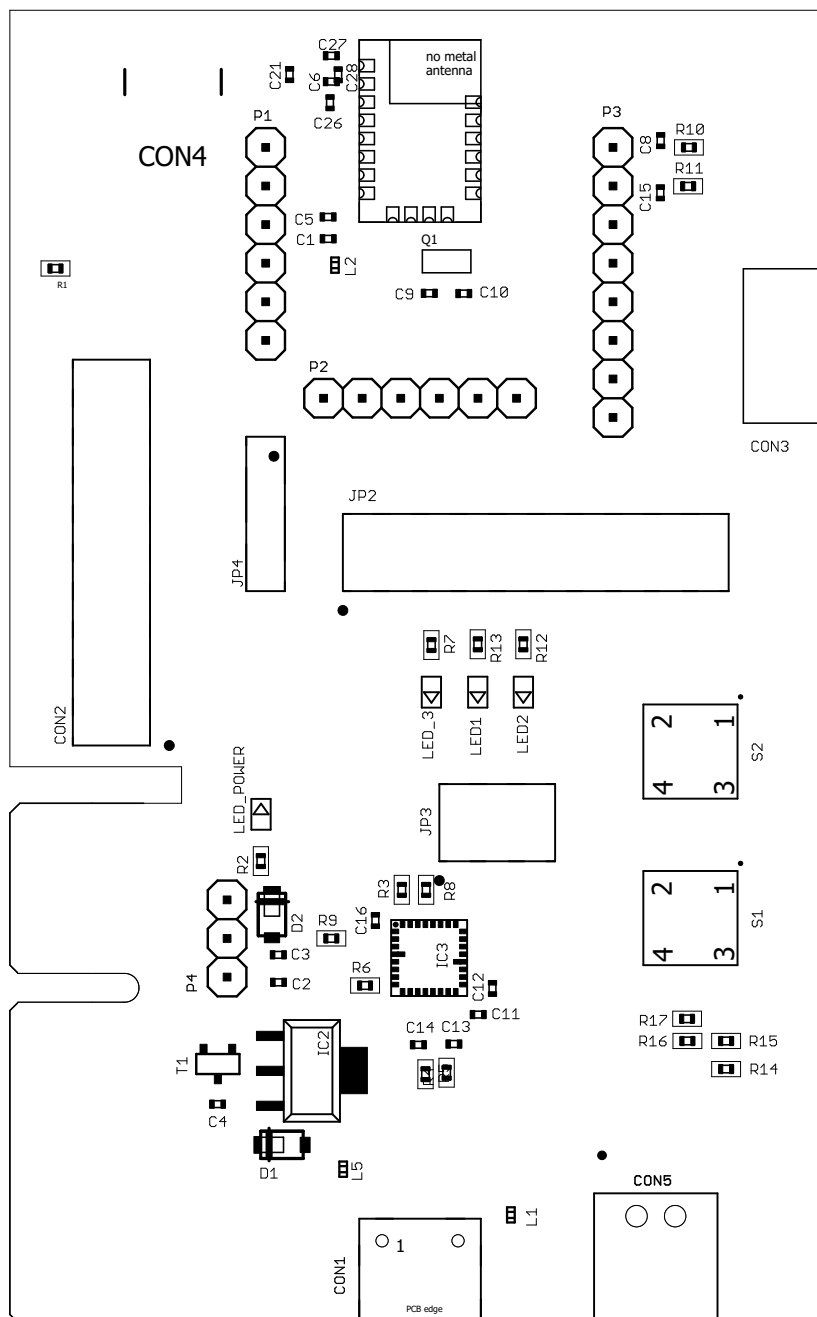 C27
no metal
antenna
C21
C6
C28
C26
P1
P3
CON4
C8
R10
R11
C15
C5
C1
Q1
L2
R1
C9
C10
P2
CON3
JP2
JP4
R7
R13
R12
CON2
LED_3
LED1
LED2
2
1
4
3
S2
LED_POWER
JP3
R2
R3
R8
2
1
4
3
S1
D2
R9
C16
IC3
C3
P4
C2
R6
C12
C11
R17
C14
C13
R16
R15
R14
T1
IC2
C4
D1
L5
CON5
L1
CON1
1
PCB edge